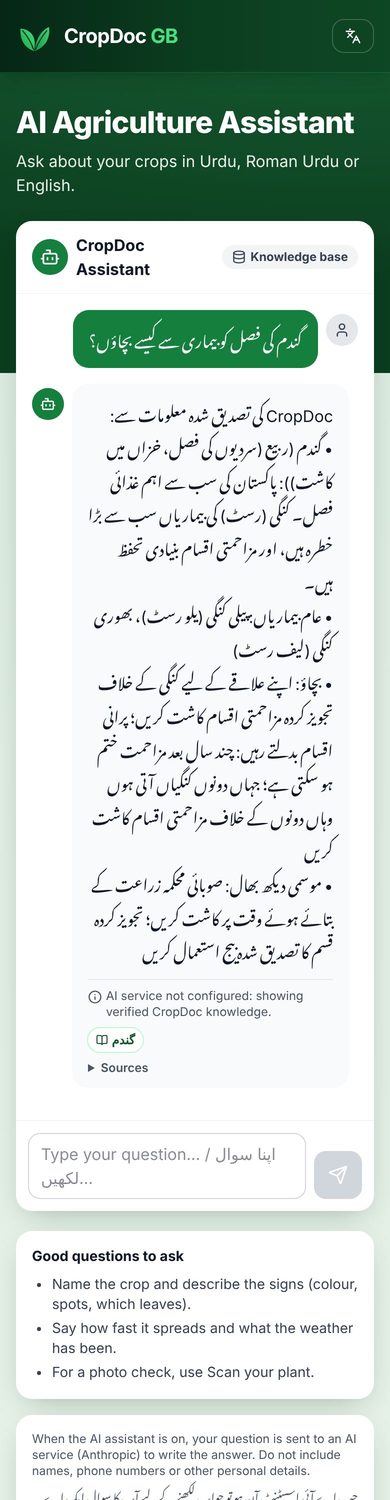 CropDoc GB
AI Agriculture Assistant
Ask about your crops in Urdu, Roman Urdu or
English.
CropDoc
Assistant
Knowledge base
گندم کی فصل کو بیماری سے کیسے بچاؤں؟
CropDoc کی تصدیق شدہ معلومات سے:
• گندم (ربیع (سردیوں کی فصل، خزاں میں
کاشت)): پاکستان کی سب سے اہم غذائی
فصل۔ کنگی (رسٹ) کی بیماریاں سب سے بڑا
خطرہ ہیں، اور مزاحمتی اقسام بنیادی تحفظ
ہیں۔
• عام بیماریاں پیلی کنگی (یلو رسٹ)، بھوری
کنگی (لیف رسٹ)
• بچاؤ: اپنے علاقے کے لیے کنگی کے خلاف
تجویز کردہ مزاحمتی اقسام کاشت کریں؛ پرانی
اقسام بدلتے رہیں: چند سال بعد مزاحمت ختم
ہو سکتی ہے؛ جہاں دونوں کنگیاں آتی ہوں
وہاں دونوں کے خلاف مزاحمتی اقسام کاشت
کریں
• موسمی دیکھ بھال: صوبائی محکمہ زراعت کے
بتائے ہوئے وقت پر کاشت کریں؛ تجویز کردہ
قسم کا تصدیق شدہ بیج استعمال کریں
AI service not configured: showing
verified CropDoc knowledge.
گندم
Sources
Type your question... / اپنا سوال
لکھیں...
Good questions to ask
• Name the crop and describe the signs (colour,
spots, which leaves).
• Say how fast it spreads and what the weather
has been.
• For a photo check, use Scan your plant.
When the AI assistant is on, your question is sent to an AI
service (Anthropic) to write the answer. Do not include
names, phone numbers or other personal details.